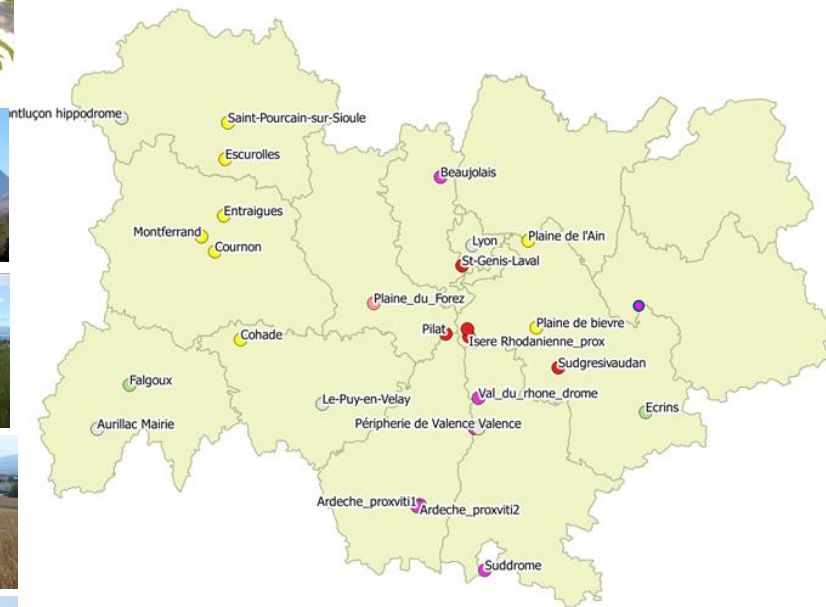 ontluçon hippodrome
Saint-Pourcain-sur-Sioule
Escurolles
Beaujolais
Entraigues
Montferrand
Cournon
Lyon
Plaine de l'Ain
St-Genis-Laval
Plaine_du_Forez
Pilat
Plaine de bievre
Isere Rhodanienne_prox
Cohade
Sudgresivaudan
Falgoux
Le-Puy-en-Velay
Val_du_rhone_drome
Ecrins
Aurillac Mairie
Péripherie de Valence Valence
Ardeche_proxviti1
Ardeche_proxviti2
Suddrome